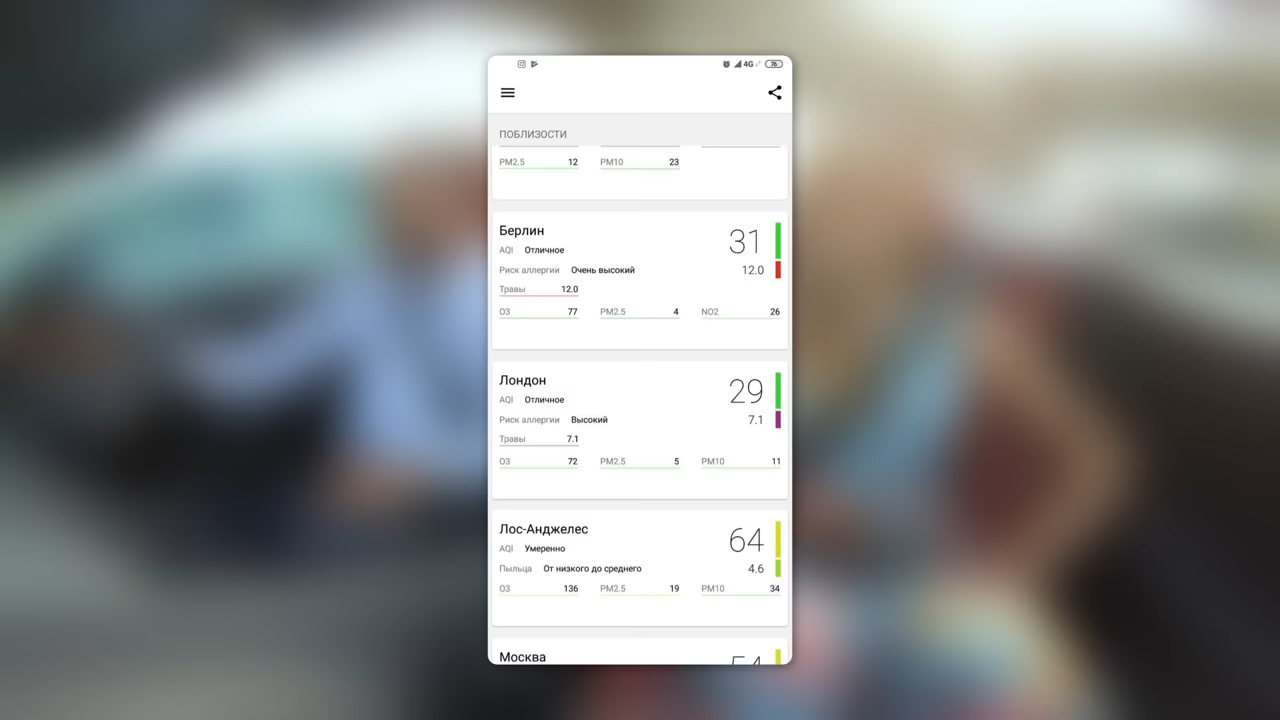 4G 76
ПОБЛИЗОСТИ
PM2.5 12 PM10 23
Берлин 31
AQI Отличное
Риск аллергии Очень высокий 12.0
Травы 12.0
O3 77 PM2.5 4 NO2 26
Лондон 29
AQI Отличное
Риск аллергии Высокий 7.1
Травы 7.1
O3 72 PM2.5 5 PM10 11
Лос-Анджелес 64
AQI Умеренно
Пыльца От низкого до среднего 4.6
O3 136 PM2.5 19 PM10 34
Москва